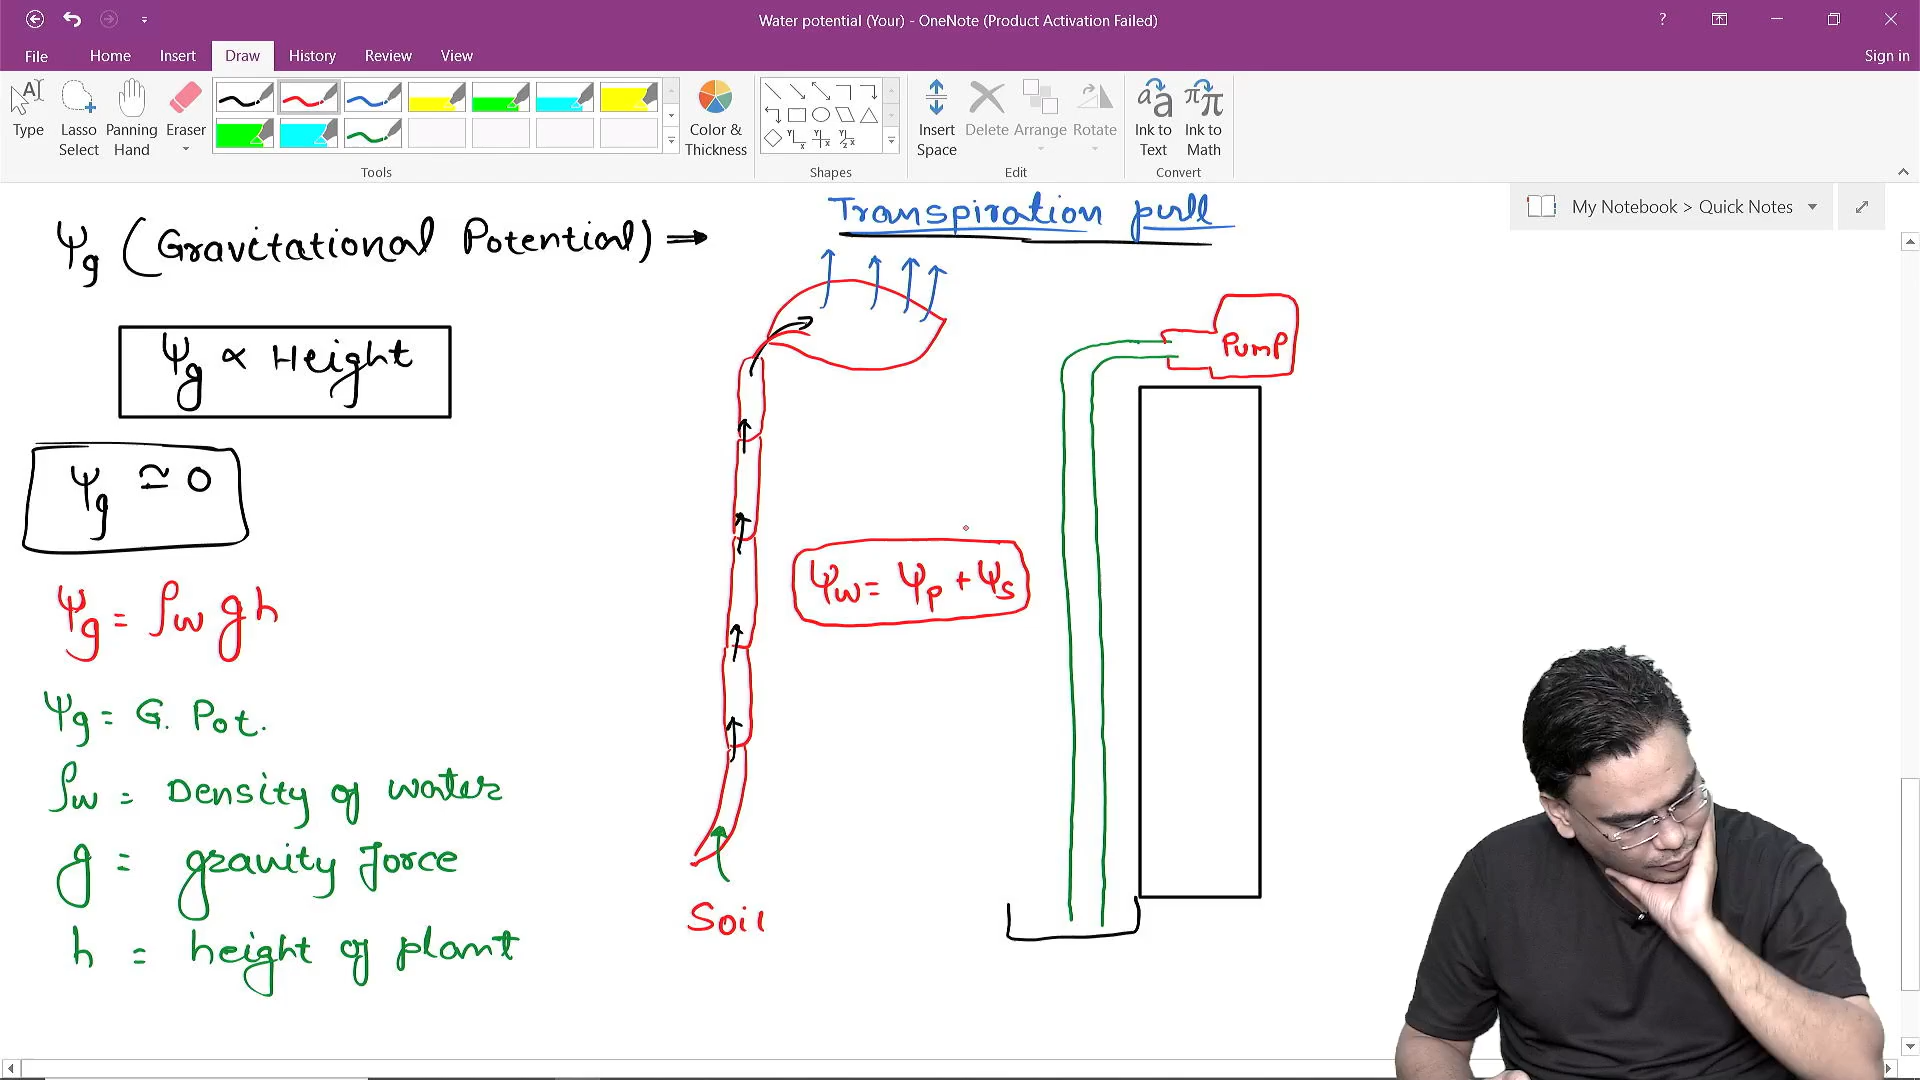 Water potential (Your) - OneNote (Product Activation Failed)
?
File Home Insert Draw History Review View
Sign in
Type
Lasso Select
Panning Hand
Eraser
Color & Thickness
Insert Space
Delete
Arrange
Rotate
Ink to Text
Ink to Math
Tools
Shapes
Edit
Convert
My Notebook > Quick Notes
Transpiration pull
Ψg (Gravitational Potential) ⇒
Ψg ∝ Height
Ψg ≅ 0
PumP
Ψw = Ψp + Ψs
Ψg = ρw gh
Ψg = G. Pot.
ρw = Density of water
g = gravity force
h = height of plant
Soil